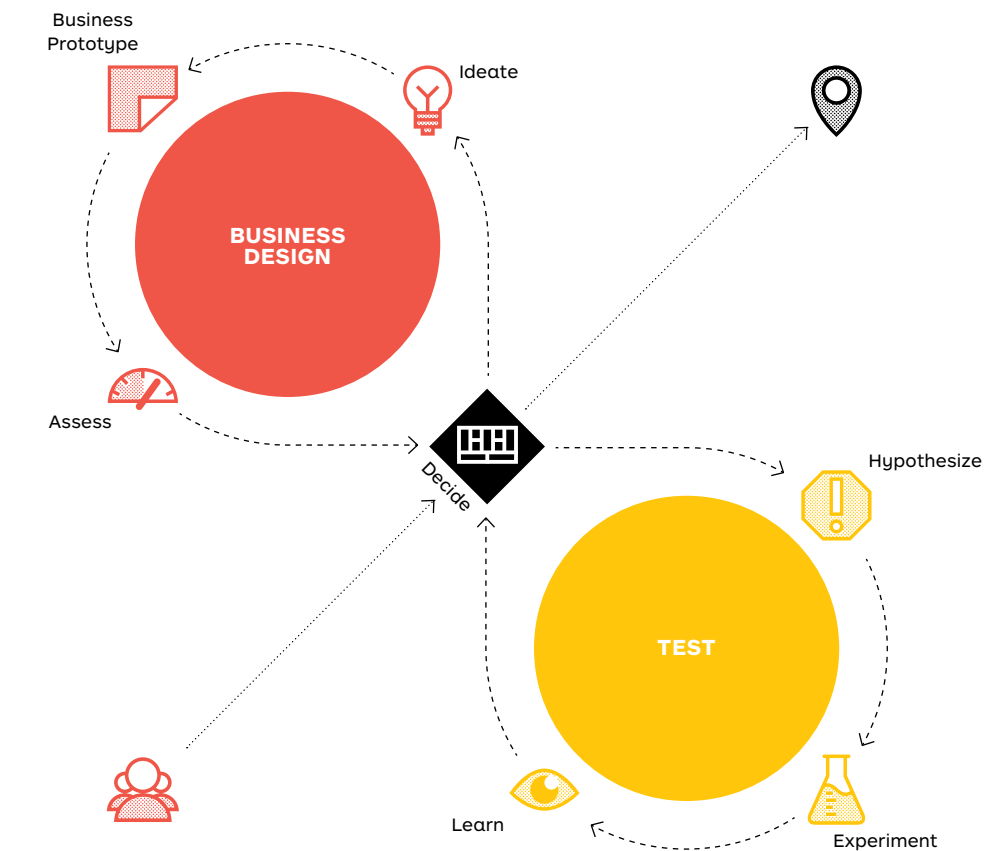 Business
Prototype
Ideate
BUSINESS
DESIGN
Assess
Decide
Hypothesize
TEST
Learn
Experiment